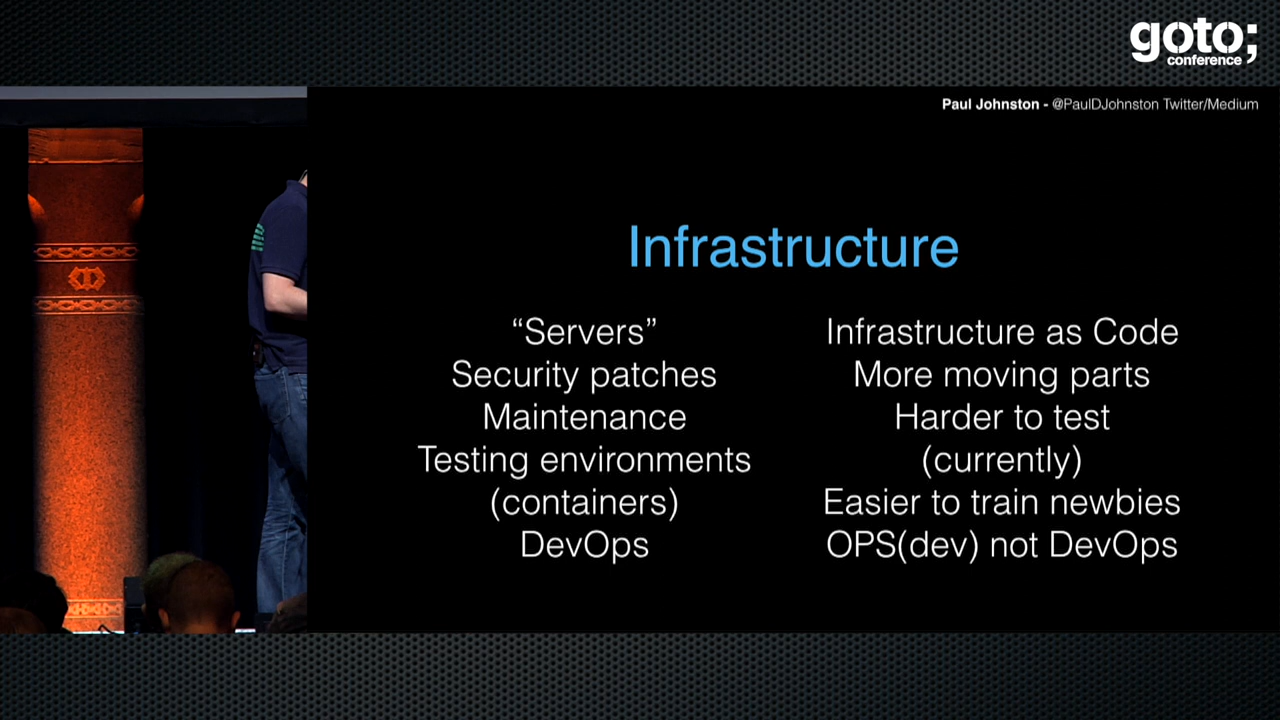 goto;
conference
Paul Johnston - @PaulDJohnston Twitter/Medium
Infrastructure
“Servers”
Security patches
Maintenance
Testing environments
(containers)
DevOps
Infrastructure as Code
More moving parts
Harder to test
(currently)
Easier to train newbies
OPS(dev) not DevOps